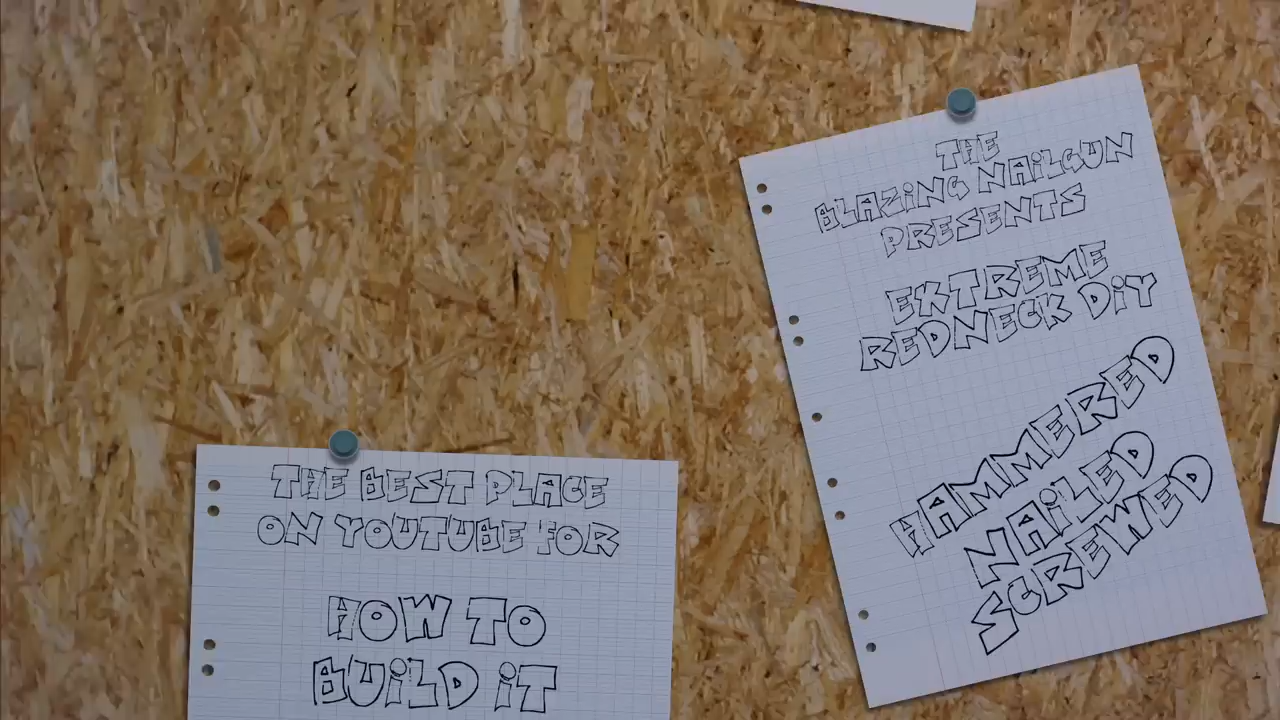 THE BEST PLACE
ON YOUTUBE FOR
HOW TO
BUiLD iT
THE
BLAZiNG NAiLGUN
PRESENTS
EXTREME
REDNECK DiY
HAMMERED
NAiLED
SCREWED